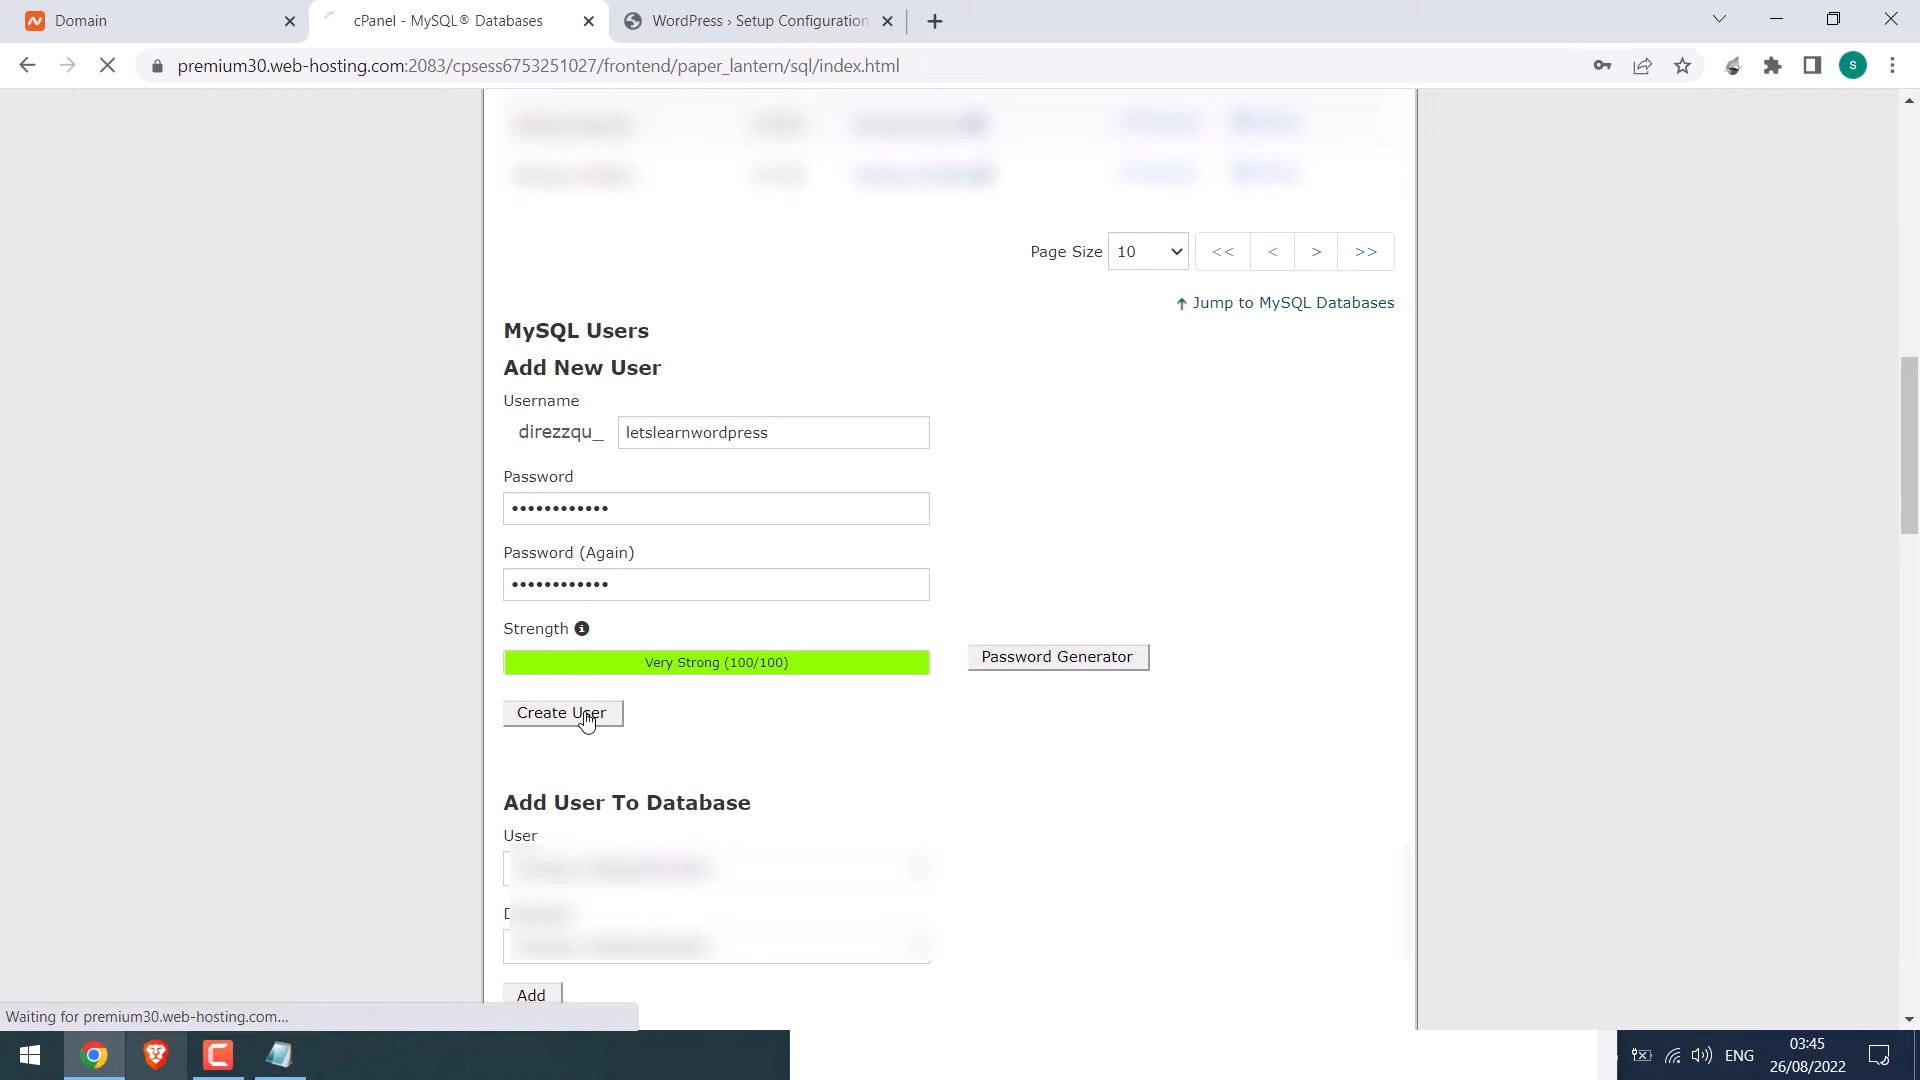 Domain
cPanel - MySQL® Databases
WordPress › Setup Configuration
premium30.web-hosting.com:2083/cpsess6753251027/frontend/paper_lantern/sql/index.html
S
Page Size 10 << < > >>
Jump to MySQL Databases
MySQL Users
Add New User
Username
direzzqu_ letslearnwordpress
Password
Password (Again)
Strength
Very Strong (100/100)
Password Generator
Create User
Add User To Database
User
Add
Waiting for premium30.web-hosting.com...
ENG
03:45
26/08/2022